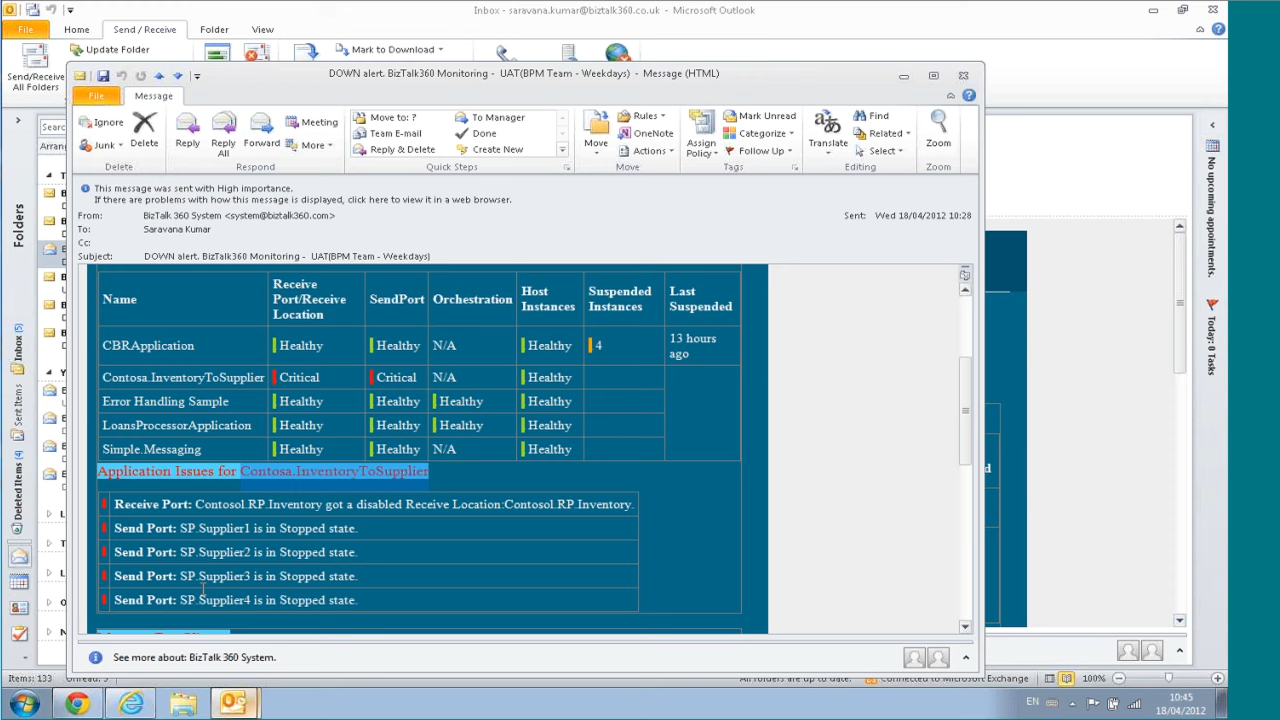 Inbox - saravana.kumar@biztalk360.co.uk - Microsoft Outlook
File
Home
Send / Receive
Folder
View
Send/Receive
All Folders
Update Folder
Mark to Download
DOWN alert. BizTalk360 Monitoring - UAT(BPM Team - Weekdays) - Message (HTML)
File
Message
Ignore
Junk
Delete
Delete
Reply
Reply
All
Forward
Meeting
More
Respond
Move to: ?
Team E-mail
Reply & Delete
To Manager
Done
Create New
Quick Steps
Move
Rules
OneNote
Actions
Move
Assign
Policy
Mark Unread
Categorize
Follow Up
Tags
Translate
Find
Related
Select
Editing
Zoom
Zoom
This message was sent with High importance.
If there are problems with how this message is displayed, click here to view it in a web browser.
From: BizTalk 360 System <system@biztalk360.com>
Sent: Wed 18/04/2012 10:28
To: Saravana Kumar
Cc:
Subject: DOWN alert. BizTalk360 Monitoring - UAT(BPM Team - Weekdays)
Name
Receive
Port/Receive
Location
SendPort
Orchestration
Host
Instances
Suspended
Instances
Last
Suspended
CBRApplication Healthy Healthy N/A Healthy 4 13 hours
ago
Contosa.InventoryToSupplier Critical Critical N/A Healthy
Error Handling Sample Healthy Healthy Healthy Healthy
LoansProcessorApplication Healthy Healthy Healthy Healthy
Simple.Messaging Healthy Healthy N/A Healthy
Application Issues for Contosa.InventoryToSupplier
Receive Port: Contosol.RP.Inventory got a disabled Receive Location:Contosol.RP.Inventory.
Send Port: SP.Supplier1 is in Stopped state.
Send Port: SP.Supplier2 is in Stopped state.
Send Port: SP.Supplier3 is in Stopped state.
Send Port: SP.Supplier4 is in Stopped state.
See more about: BizTalk 360 System.
Folders
Inbox (5)
Sent Items
Deleted Items (4)
No upcoming appointments.
Today: 0 Tasks
Items: 133
All folders are up to date.
Connected to Microsoft Exchange
100%
EN
10:45
18/04/2012